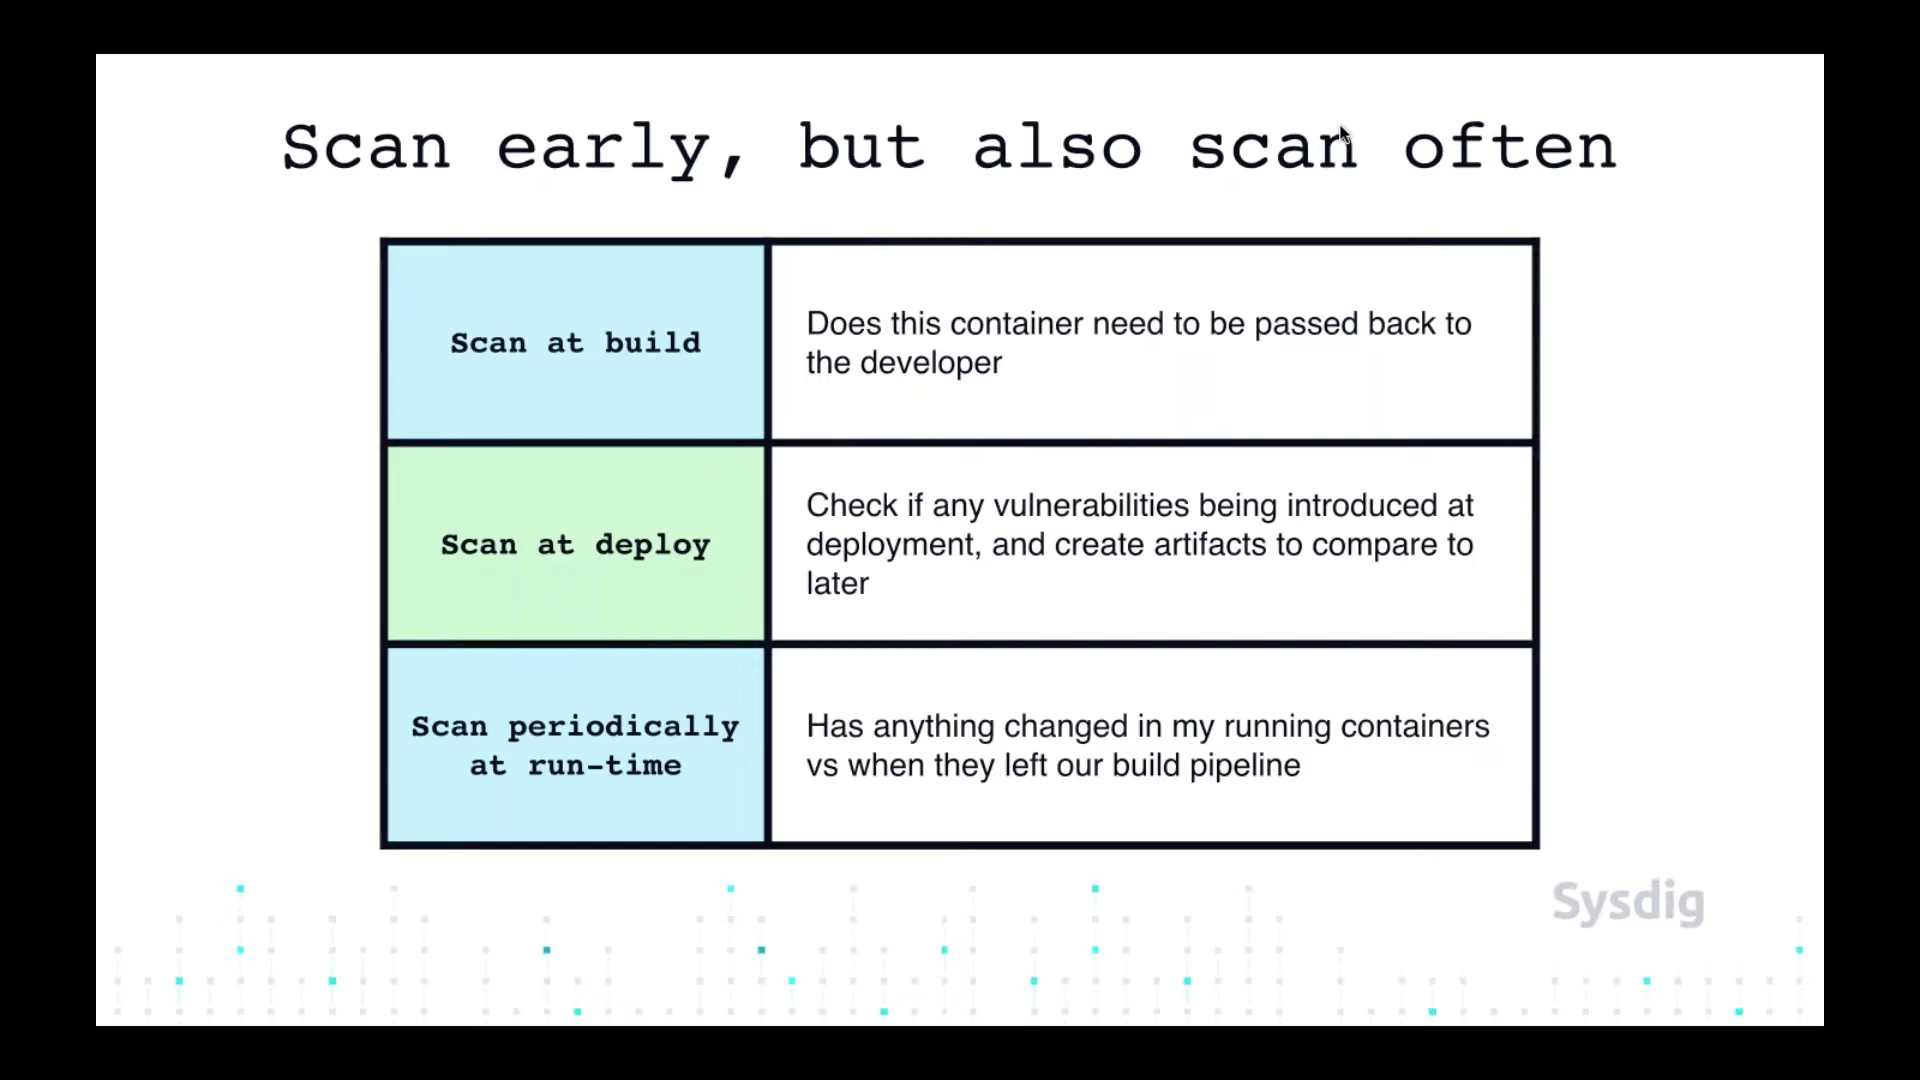 Scan early, but also scan often
Scan at build
Does this container need to be passed back to
the developer
Scan at deploy
Check if any vulnerabilities being introduced at
deployment, and create artifacts to compare to
later
Scan periodically
at run-time
Has anything changed in my running containers
vs when they left our build pipeline
Sysdig